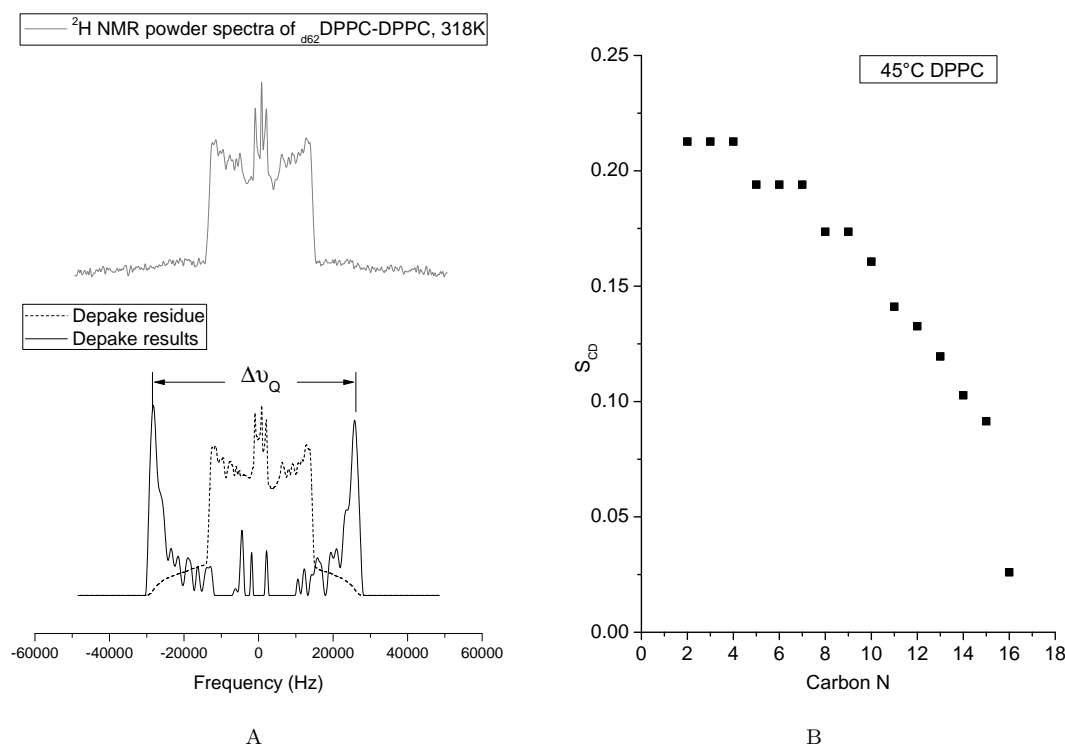 ²H NMR powder spectra of d62DPPC-DPPC, 318K
Depake residue
Depake results
Δυ_Q
-60000 -40000 -20000 0 20000 40000 60000
Frequency (Hz)
A
45°C DPPC
0.25
0.20
0.15
0.10
0.05
0.00
S_CD
0 2 4 6 8 10 12 14 16 18
Carbon N
B